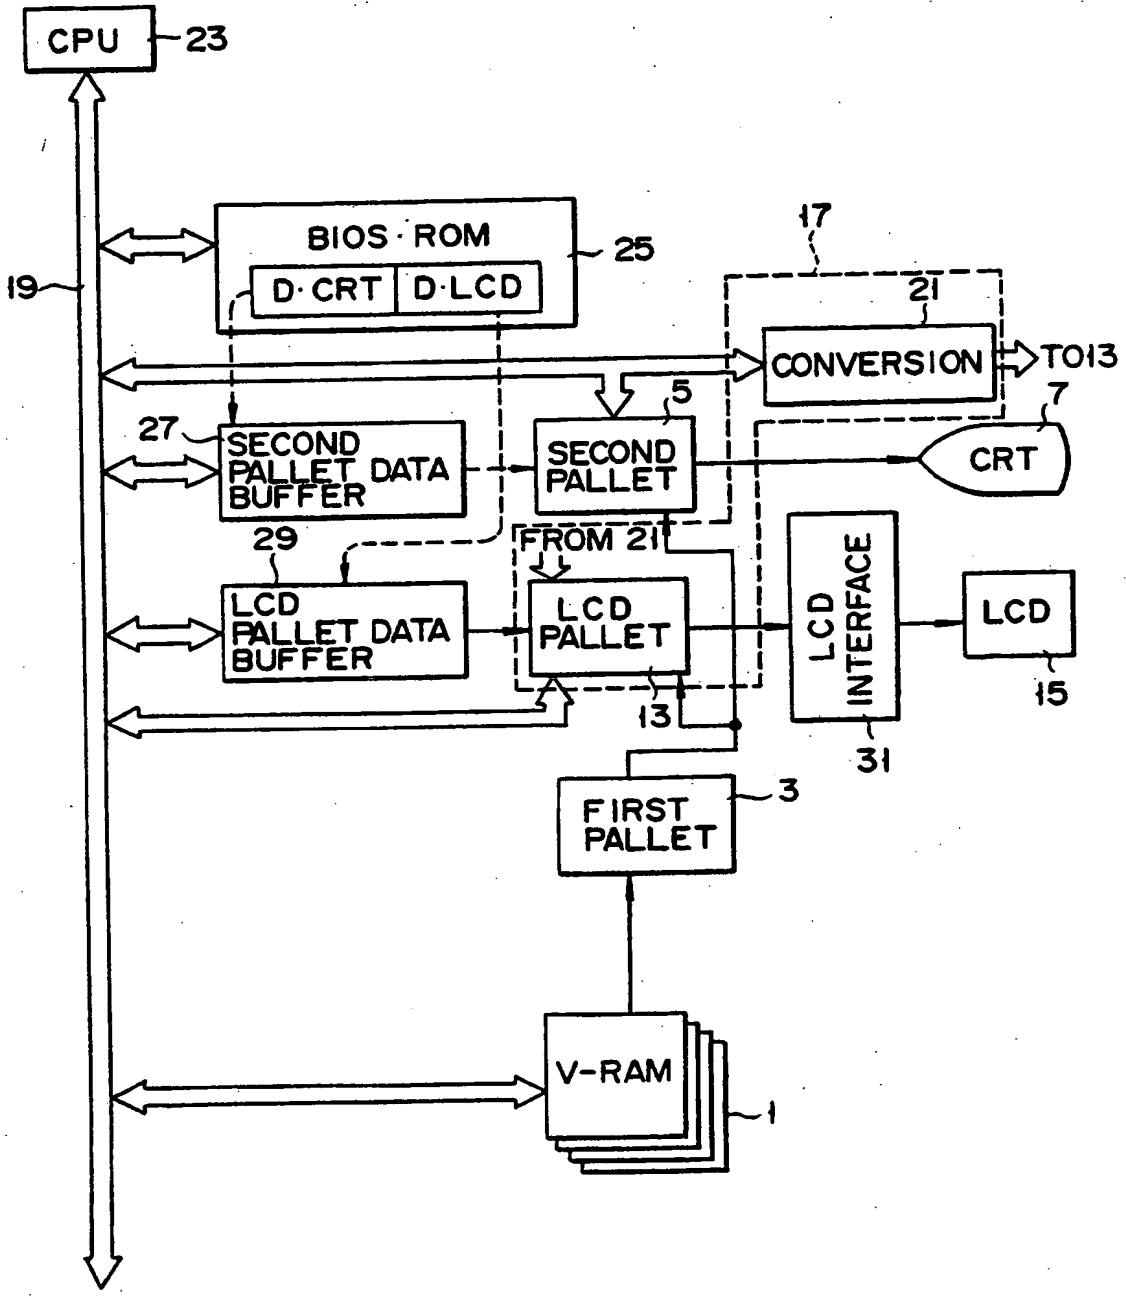 CPU
23
BIOS·ROM
25
D·CRT
D·LCD
17
19
21
CONVERSION
TO13
7
CRT
27
SECOND
PALLET DATA
BUFFER
5
SECOND
PALLET
29
FROM 21
LCD
PALLET DATA
BUFFER
LCD
PALLET
13
LCD
INTERFACE
31
LCD
15
FIRST
PALLET
3
V-RAM
1